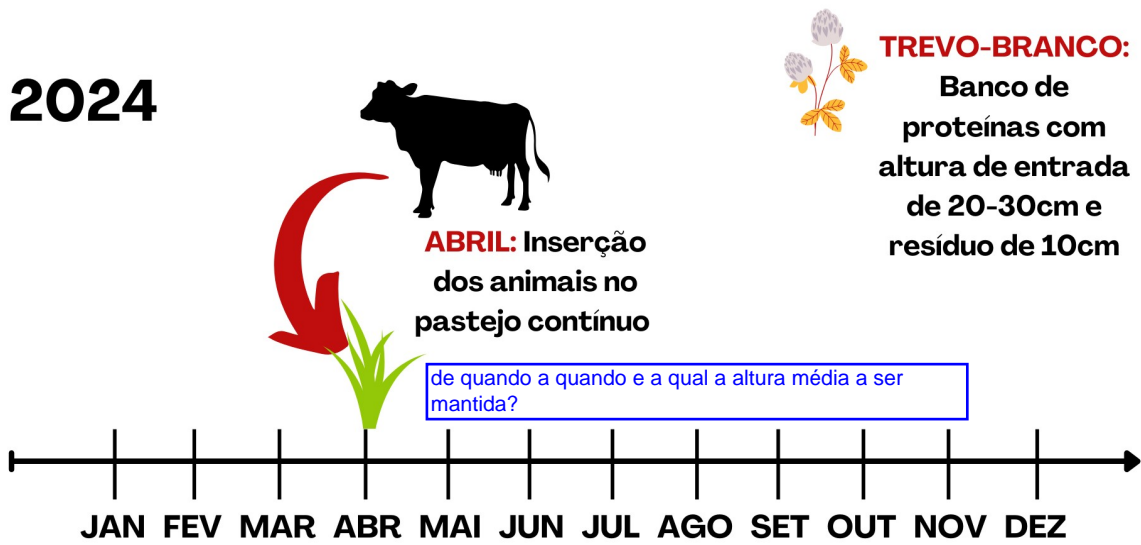 2024
TREVO-BRANCO:
Banco de
proteínas com
altura de entrada
de 20-30cm e
resíduo de 10cm
ABRIL: Inserção
dos animais no
pastejo contínuo
de quando a quando e a qual a altura média a ser
mantida?
JAN FEV MAR ABR MAI JUN JUL AGO SET OUT NOV DEZ